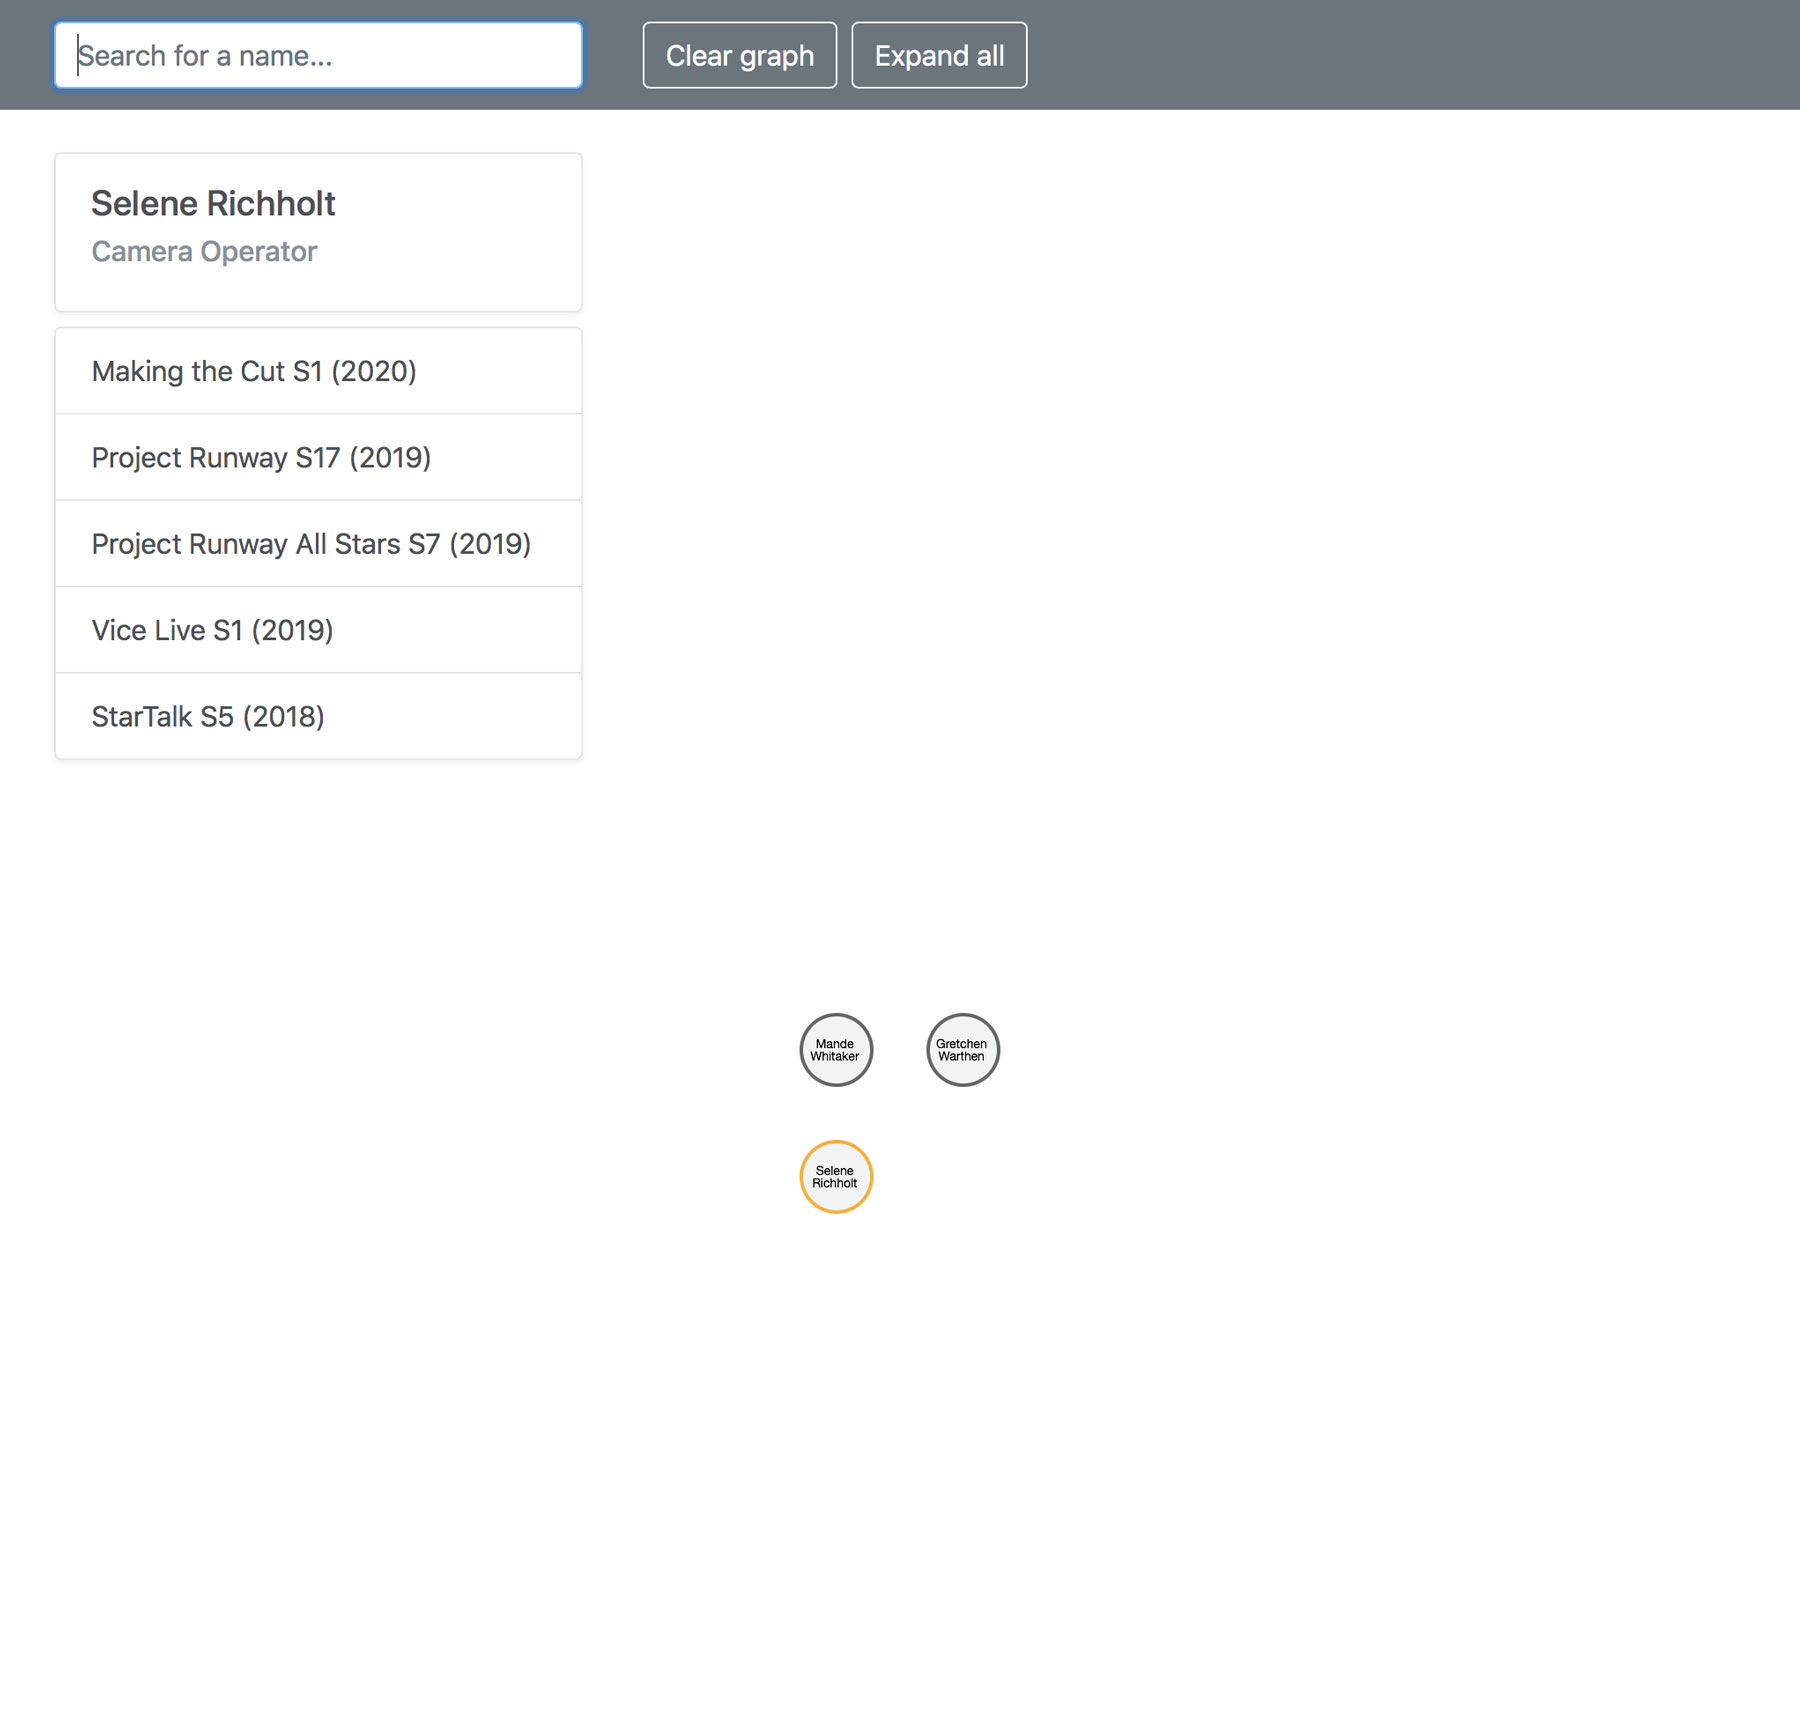 Search for a name...
Clear graph
Expand all
Selene Richholt
Camera Operator
Making the Cut S1 (2020)
Project Runway S17 (2019)
Project Runway All Stars S7 (2019)
Vice Live S1 (2019)
StarTalk S5 (2018)
Mande
Whitaker
Gretchen
Warthen
Selene
Richholt